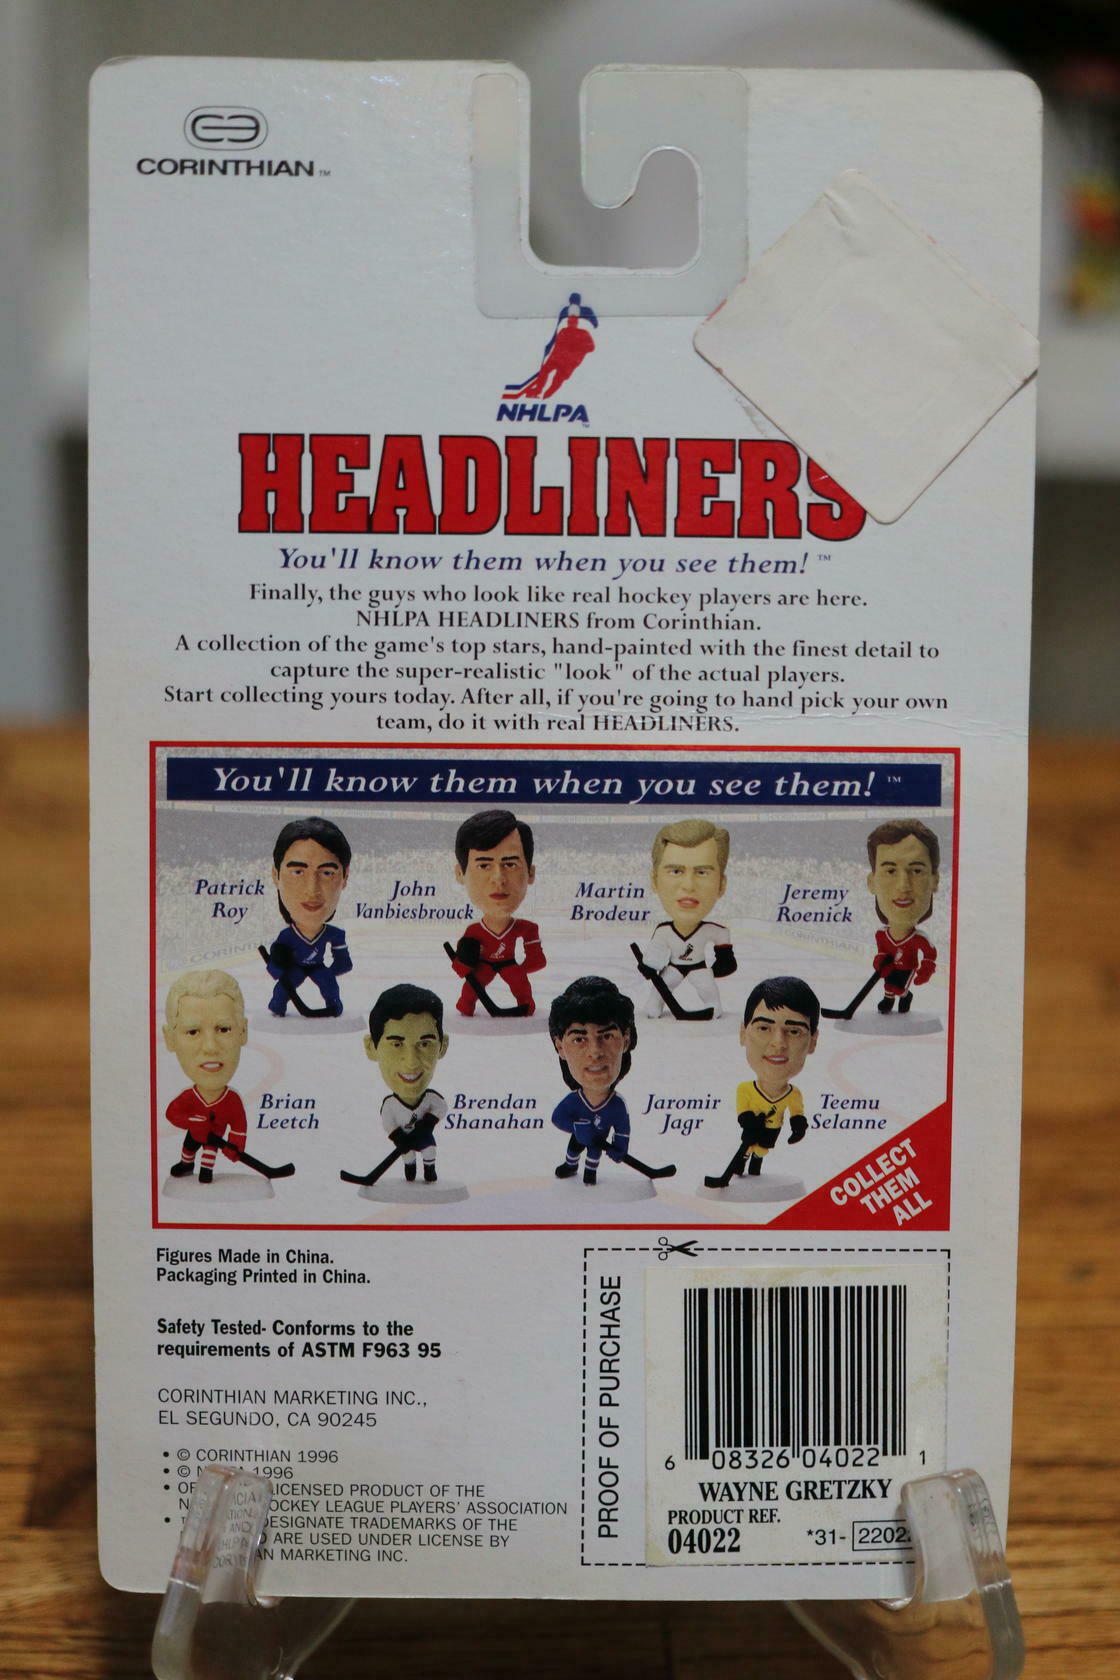 CORINTHIAN™
NHLPA™
HEADLINERS
You'll know them when you see them! ™
Finally, the guys who look like real hockey players are here.
NHLPA HEADLINERS from Corinthian.
A collection of the game's top stars, hand-painted with the finest detail to
capture the super-realistic "look" of the actual players.
Start collecting yours today. After all, if you're going to hand pick your own
team, do it with real HEADLINERS.
You'll know them when you see them! ™
Patrick
Roy
John
Vanbiesbrouck
Martin
Brodeur
Jeremy
Roenick
CORINTHIAN
Brian
Leetch
Brendan
Shanahan
Jaromir
Jagr
Teemu
Selanne
COLLECT
THEM
ALL
Figures Made in China.
Packaging Printed in China.
Safety Tested- Conforms to the
requirements of ASTM F963 95
CORINTHIAN MARKETING INC.,
EL SEGUNDO, CA 90245
• © CORINTHIAN 1996
• © 1996
• LICENSED PRODUCT OF THE
HOCKEY LEAGUE PLAYERS' ASSOCIATION
• DESIGNATE TRADEMARKS OF THE
ARE USED UNDER LICENSE BY
MARKETING INC.
PROOF OF PURCHASE
6 08326 04022 1
WAYNE GRETZKY
PRODUCT REF.
04022 *31- 2202